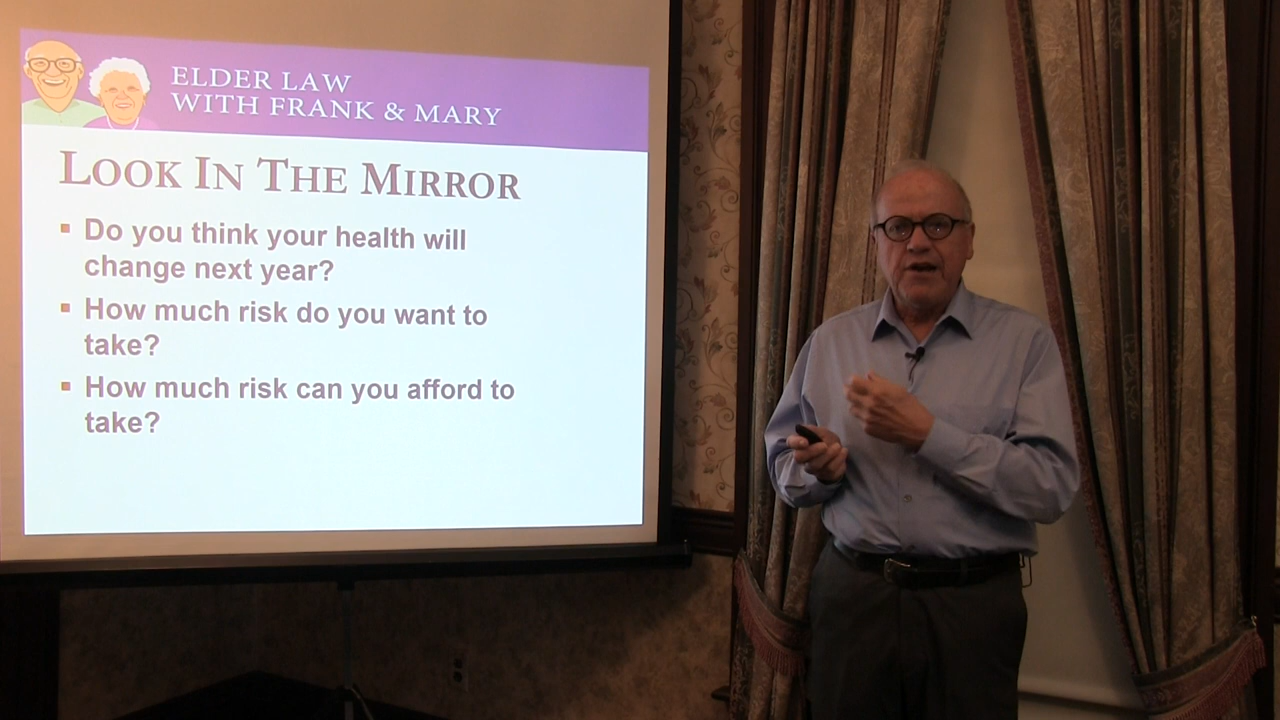 ELDER LAW
WITH FRANK & MARY
LOOK IN THE MIRROR
▪ Do you think your health will
change next year?
▪ How much risk do you want to
take?
▪ How much risk can you afford to
take?